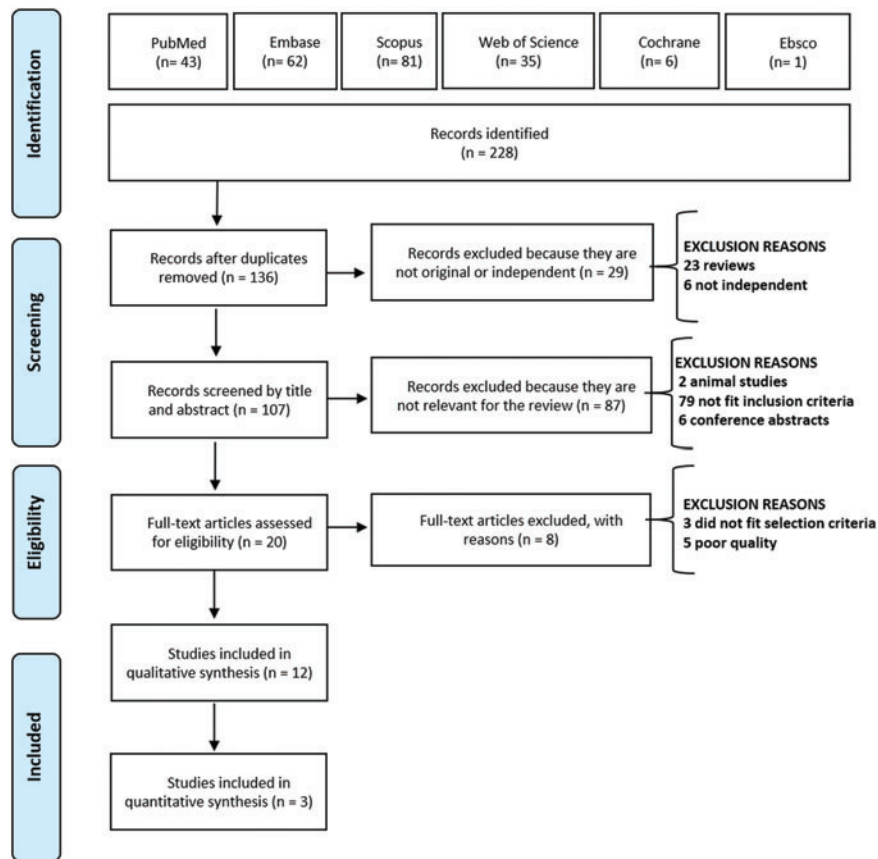 Identification
PubMed
(n= 43)
Embase
(n= 62)
Scopus
(n= 81)
Web of Science
(n= 35)
Cochrane
(n= 6)
Ebsco
(n= 1)
Records identified
(n = 228)
Screening
Records after duplicates
removed (n = 136)
Records excluded because they are
not original or independent (n = 29)
EXCLUSION REASONS
23 reviews
6 not independent
Records screened by title
and abstract (n = 107)
Records excluded because they are
not relevant for the review (n = 87)
EXCLUSION REASONS
2 animal studies
79 not fit inclusion criteria
6 conference abstracts
Eligibility
Full-text articles assessed
for eligibility (n = 20)
Full-text articles excluded, with
reasons (n = 8)
EXCLUSION REASONS
3 did not fit selection criteria
5 poor quality
Included
Studies included in
qualitative synthesis (n = 12)
Studies included in
quantitative synthesis (n = 3)